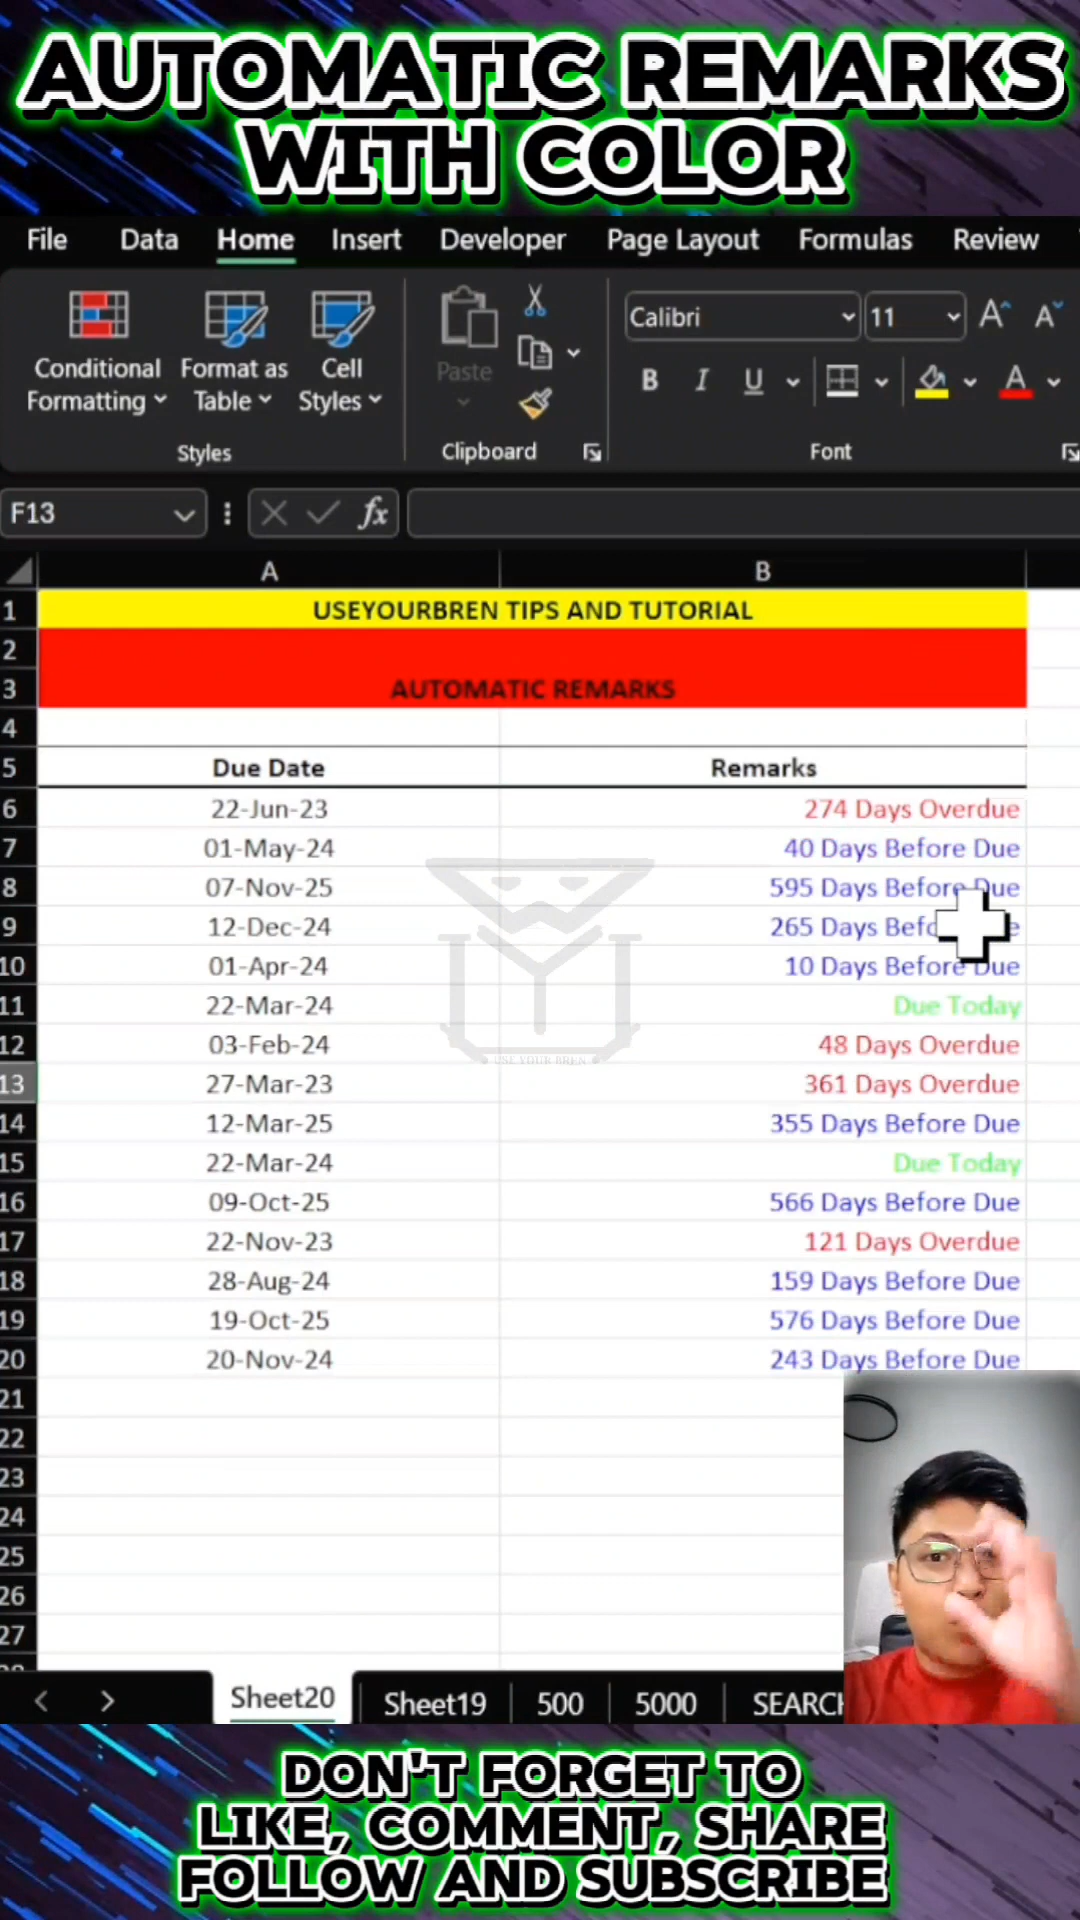 AUTOMATIC REMARKS
WITH COLOR
File Data Home Insert Developer Page Layout Formulas Review
Conditional Formatting
Format as Table
Cell Styles
Styles
Paste
Clipboard
Calibri 11
B I U A
Font
F13 fx
A B
1 USEYOURBREN TIPS AND TUTORIAL
2
3 AUTOMATIC REMARKS
4
5 Due Date Remarks
6 22-Jun-23 274 Days Overdue
7 01-May-24 40 Days Before Due
8 07-Nov-25 595 Days Before Due
9 12-Dec-24 265 Days
10 01-Apr-24 10 Days Before Due
11 22-Mar-24 Due Today
12 03-Feb-24 48 Days Overdue
13 27-Mar-23 361 Days Overdue
14 12-Mar-25 355 Days Before Due
15 22-Mar-24 Due Today
16 09-Oct-25 566 Days Before Due
17 22-Nov-23 121 Days Overdue
18 28-Aug-24 159 Days Before Due
19 19-Oct-25 576 Days Before Due
20 20-Nov-24 243 Days Before Due
21
22
23
24
25
26
27
USE YOUR BREN
Sheet20 Sheet19 500 5000 SEARCH
DON'T FORGET TO
LIKE, COMMENT, SHARE
FOLLOW AND SUBSCRIBE